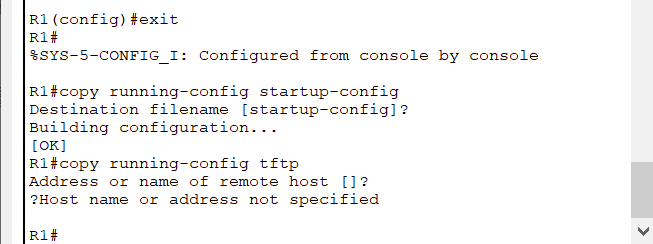 R1(config)#exit
R1#
%SYS-5-CONFIG_I: Configured from console by console
R1#copy running-config startup-config
Destination filename [startup-config]?
Building configuration...
[OK]
R1#copy running-config tftp
Address or name of remote host []?
?Host name or address not specified
R1#